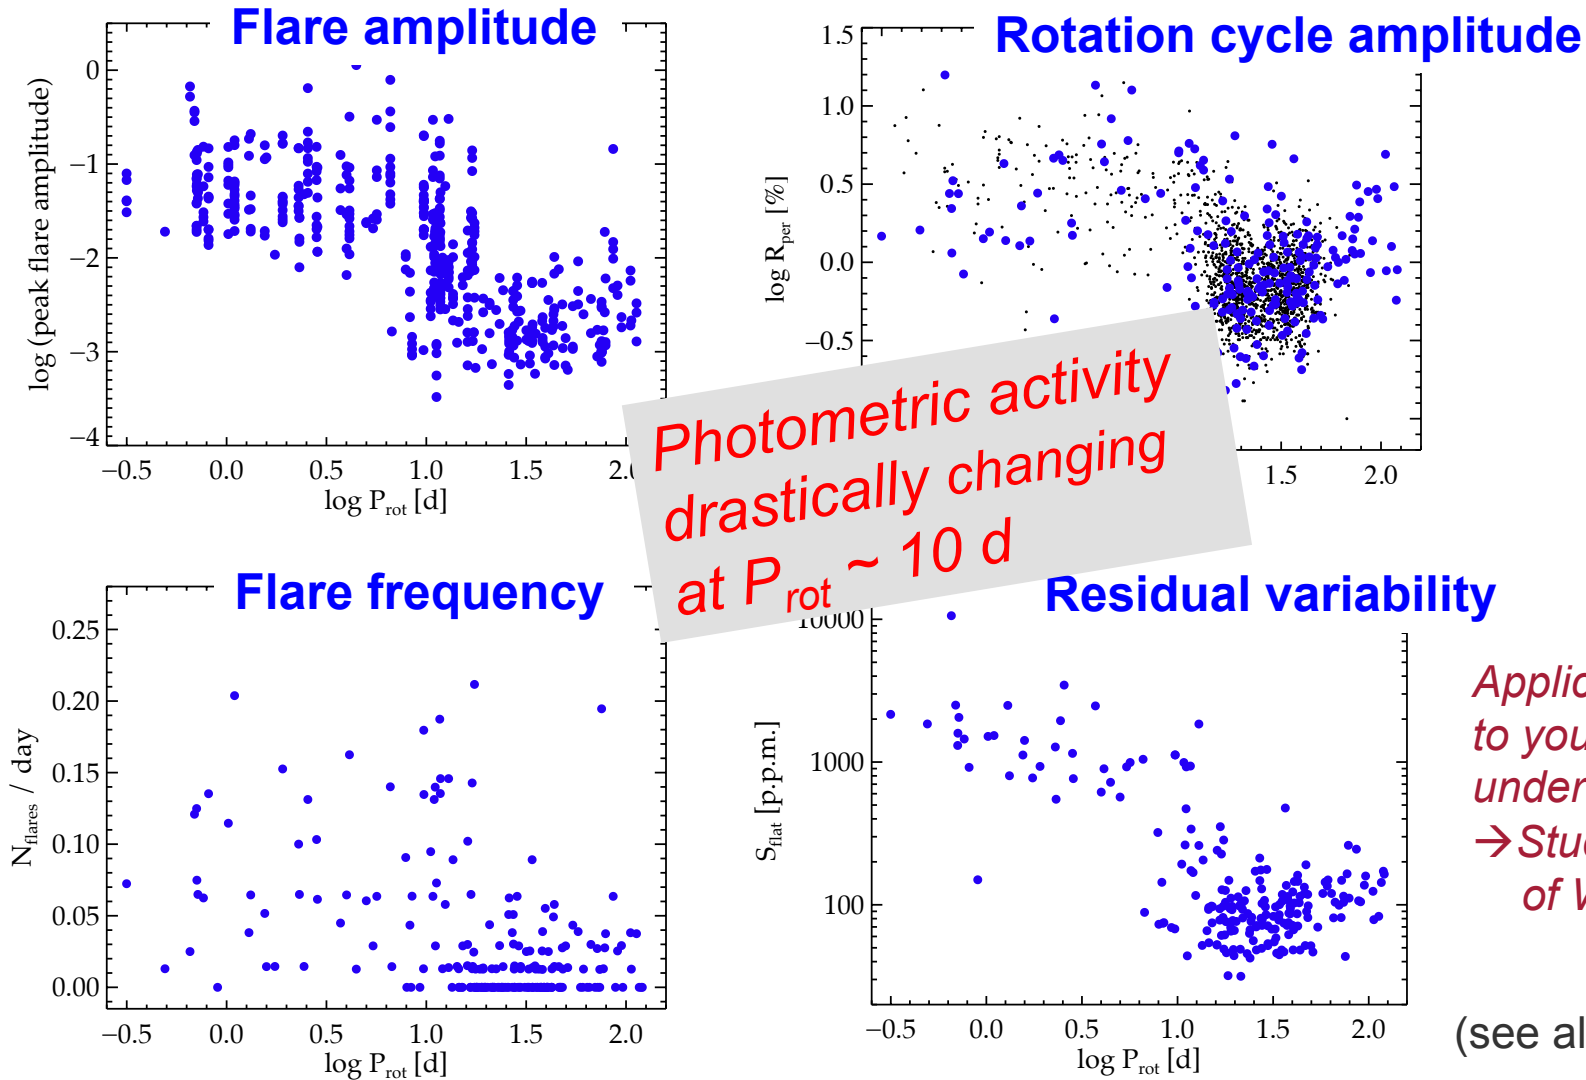 Flare amplitude
Rotation cycle amplitude
log (peak flare amplitude)
0
−1
−2
−3
−4
−0.5 0.0 0.5 1.0 1.5
log P_rot [d]
log R_per [%]
1.5
1.0
0.5
0.0
−0.5
1.5 2.0
Photometric activity
drastically changing
at P_rot ~ 10 d
Flare frequency
Residual variability
N_flares / day
0.25
0.20
0.15
0.10
0.05
0.00
−0.5 0.0 0.5 1.0 1.5 2.0
log P_rot [d]
S_flat [p.p.m.]
10000
1000
100
−0.5 0.0 0.5 1.0 1.5 2.0
log P_rot [d]
to you
under
→
of
(see